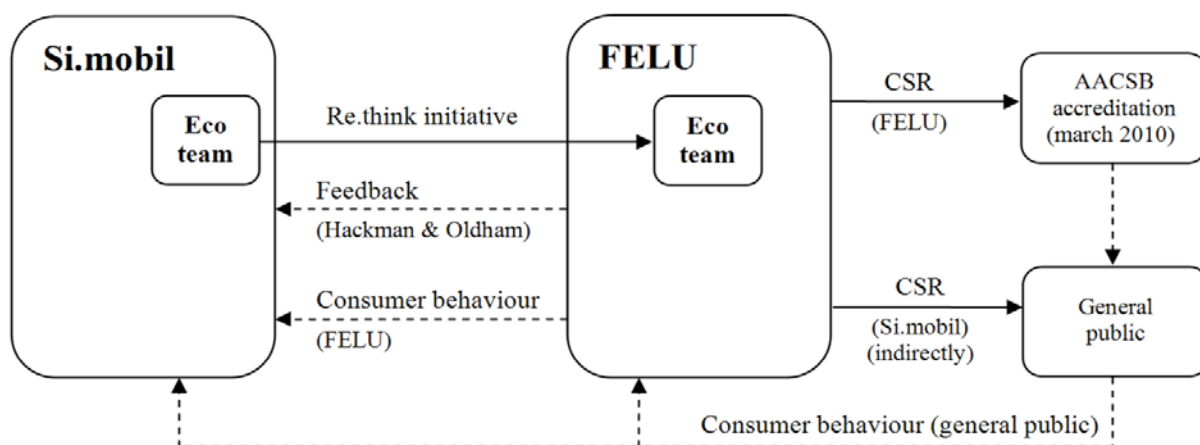 Si.mobil
Eco
team
Re.think initiative
Feedback
(Hackman & Oldham)
Consumer behaviour
(FELU)
FELU
Eco
team
CSR
(FELU)
AACSB
accreditation
(march 2010)
CSR
(Si.mobil)
(indirectly)
General
public
Consumer behaviour (general public)